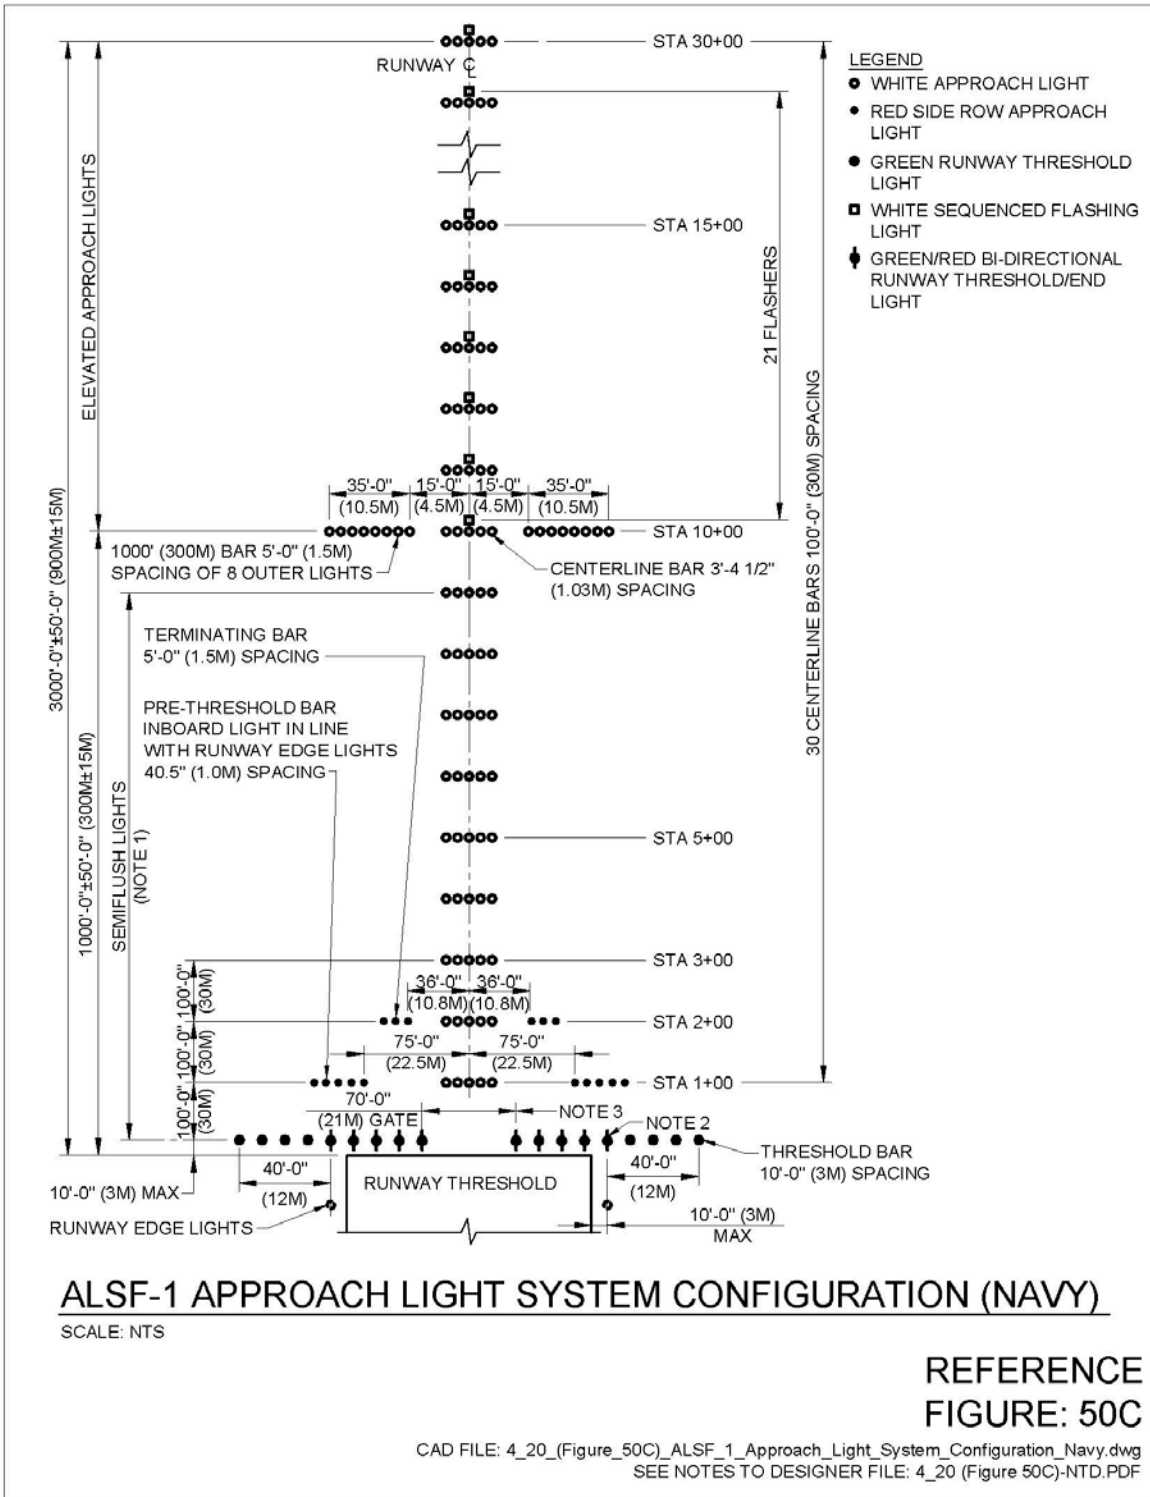 STA 30+00
RUNWAY ℄
LEGEND
WHITE APPROACH LIGHT
RED SIDE ROW APPROACH
LIGHT
GREEN RUNWAY THRESHOLD
LIGHT
WHITE SEQUENCED FLASHING
LIGHT
GREEN/RED BI-DIRECTIONAL
RUNWAY THRESHOLD/END
LIGHT
ELEVATED APPROACH LIGHTS
STA 15+00
21 FLASHERS
30 CENTERLINE BARS 100'-0" (30M) SPACING
3000'-0"±50'-0" (900M±15M)
35'-0" 15'-0" 15'-0" 35'-0"
(10.5M) (4.5M) (4.5M) (10.5M)
STA 10+00
1000' (300M) BAR 5'-0" (1.5M)
SPACING OF 8 OUTER LIGHTS
CENTERLINE BAR 3'-4 1/2"
(1.03M) SPACING
1000'-0"±50'-0" (300M±15M)
SEMIFLUSH LIGHTS
(NOTE 1)
TERMINATING BAR
5'-0" (1.5M) SPACING
PRE-THRESHOLD BAR
INBOARD LIGHT IN LINE
WITH RUNWAY EDGE LIGHTS
40.5" (1.0M) SPACING
STA 5+00
STA 3+00
100'-0"
(30M)
36'-0" 36'-0"
(10.8M) (10.8M)
STA 2+00
100'-0"
(30M)
75'-0" 75'-0"
(22.5M) (22.5M)
STA 1+00
100'-0"
(30M)
70'-0"
(21M) GATE
NOTE 3
NOTE 2
THRESHOLD BAR
10'-0" (3M) SPACING
40'-0"
(12M)
RUNWAY THRESHOLD
40'-0"
(12M)
10'-0" (3M) MAX
RUNWAY EDGE LIGHTS
10'-0" (3M)
MAX
ALSF-1 APPROACH LIGHT SYSTEM CONFIGURATION (NAVY)
SCALE: NTS
REFERENCE
FIGURE: 50C
CAD FILE: 4_20_(Figure_50C)_ALSF_1_Approach_Light_System_Configuration_Navy.dwg
SEE NOTES TO DESIGNER FILE: 4_20 (Figure 50C)-NTD.PDF